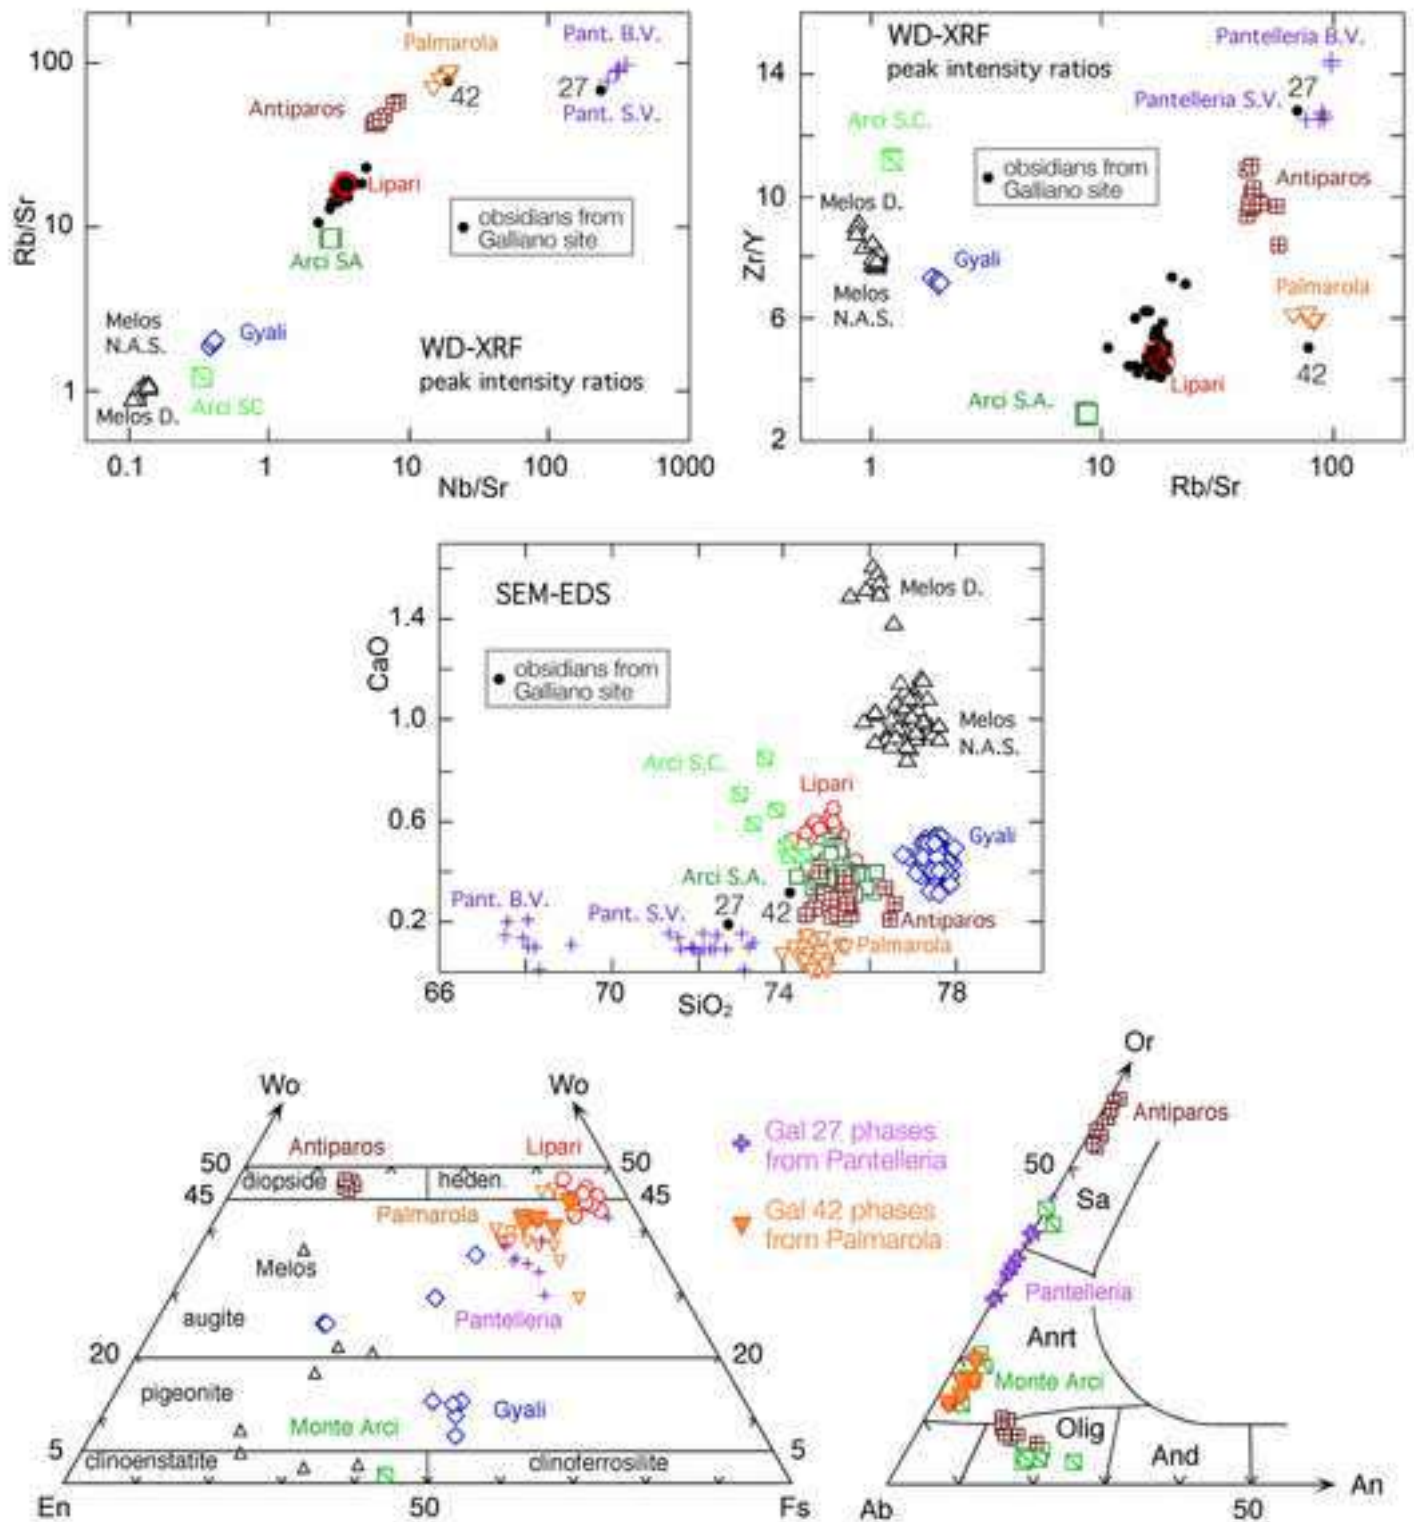 Palmarola
Pant. B.V.
100
27
42
Antiparos
Pant. S.V.
Lipari
obsidians from
Galliano site
10
Arci SA
Rb/Sr
Melos
N.A.S.
Gyali
WD-XRF
peak intensity ratios
1
Arci SC
Melos D.
0.1
1
10
100
1000
Nb/Sr
WD-XRF
peak intensity ratios
Pantelleria B.V.
14
27
Pantelleria S.V.
Arci S.C.
obsidians from
Galliano site
Antiparos
10
Melos D.
Zr/Y
Gyali
Melos
N.A.S.
Palmarola
6
42
Lipari
Arci S.A.
2
1
10
100
Rb/Sr
SEM-EDS
Melos D.
1.4
CaO
obsidians from
Galliano site
1.0
Melos
N.A.S.
Arci S.C.
Lipari
0.6
Gyali
Arci S.A.
Pant. B.V.
Pant. S.V.
27
42
0.2
Antiparos
Palmarola
66
70
74
78
SiO₂
Wo
Wo
Antiparos
Lipari
50
50
diopside
heden.
45
45
Palmarola
Melos
augite
Pantelleria
20
20
pigeonite
Monte Arci
Gyali
5
5
clinoenstatite
clinoferrosilite
En
50
Fs
Gal 27 phases
from Pantelleria
Gal 42 phases
from Palmarola
Or
Antiparos
50
Sa
Pantelleria
Anrt
Monte Arci
Olig
And
An
Ab
50